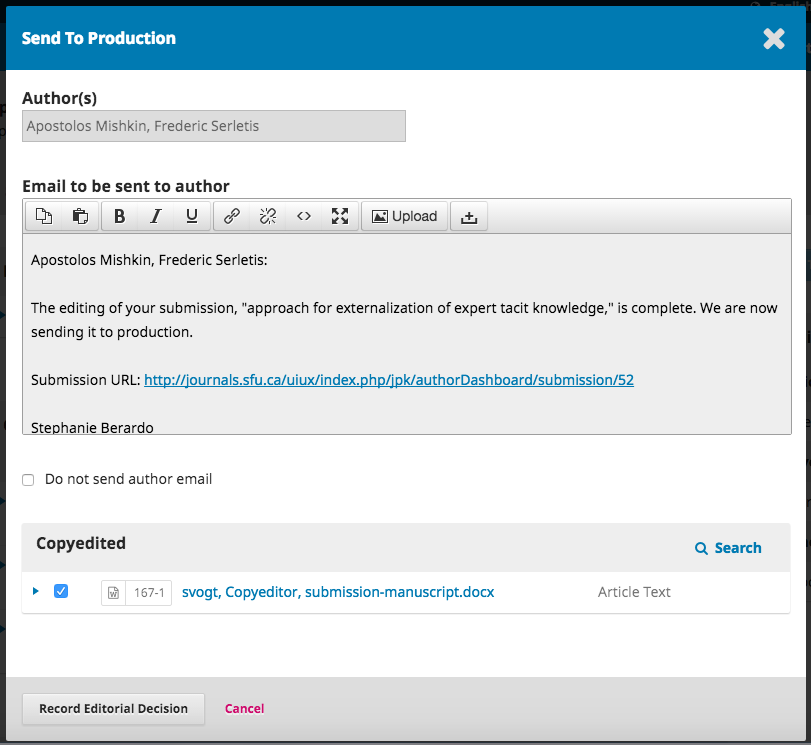 Send To Production
Author(s)
Apostolos Mishkin, Frederic Serletis
Email to be sent to author
B I U <> Upload
Apostolos Mishkin, Frederic Serletis:
The editing of your submission, "approach for externalization of expert tacit knowledge," is complete. We are now
sending it to production.
Submission URL: http://journals.sfu.ca/uiux/index.php/jpk/authorDashboard/submission/52
Stephanie Berardo
Do not send author email
Copyedited
Search
167-1 svogt, Copyeditor, submission-manuscript.docx Article Text
Record Editorial Decision Cancel